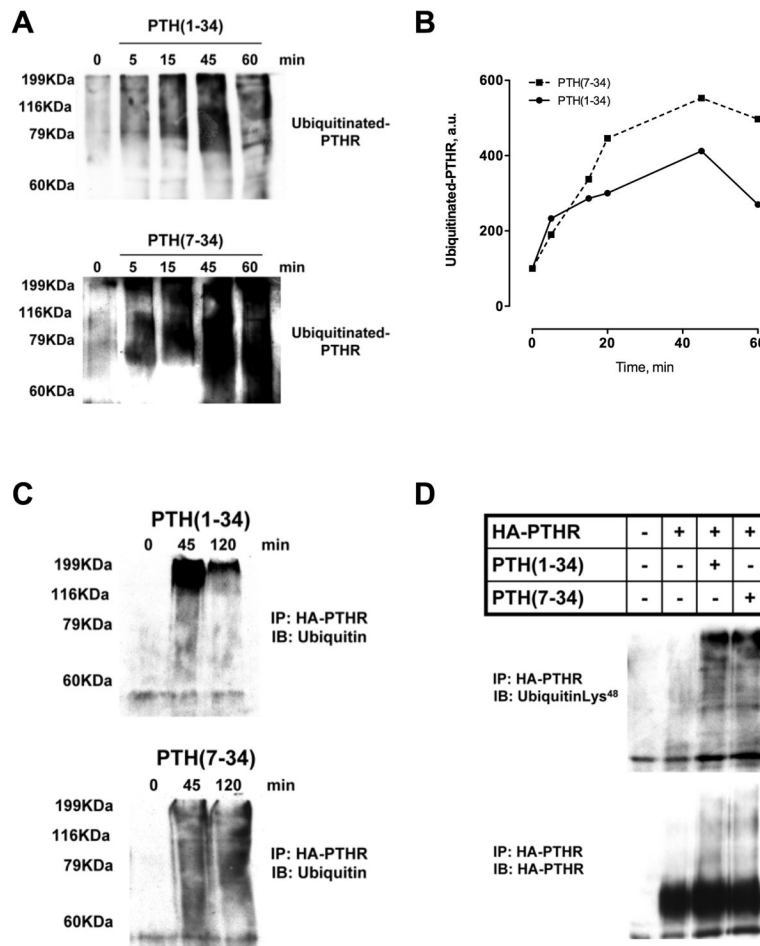 A
PTH(1-34)
0 5 15 45 60 min
199KDa
116KDa
79KDa
60KDa
Ubiquitinated-
PTHR
PTH(7-34)
0 5 15 45 60 min
199KDa
116KDa
79KDa
60KDa
Ubiquitinated-
PTHR
B
PTH(7-34)
PTH(1-34)
Ubiquitinated-PTHR, a.u.
600
400
200
0
0 20 40 60
Time, min
C
PTH(1-34)
0 45 120 min
199KDa
116KDa
79KDa
60KDa
IP: HA-PTHR
IB: Ubiquitin
PTH(7-34)
0 45 120 min
199KDa
116KDa
79KDa
60KDa
IP: HA-PTHR
IB: Ubiquitin
D
HA-PTHR - + + +
PTH(1-34) - - + -
PTH(7-34) - - - +
IP: HA-PTHR
IB: UbiquitinLys⁴⁸
IP: HA-PTHR
IB: HA-PTHR